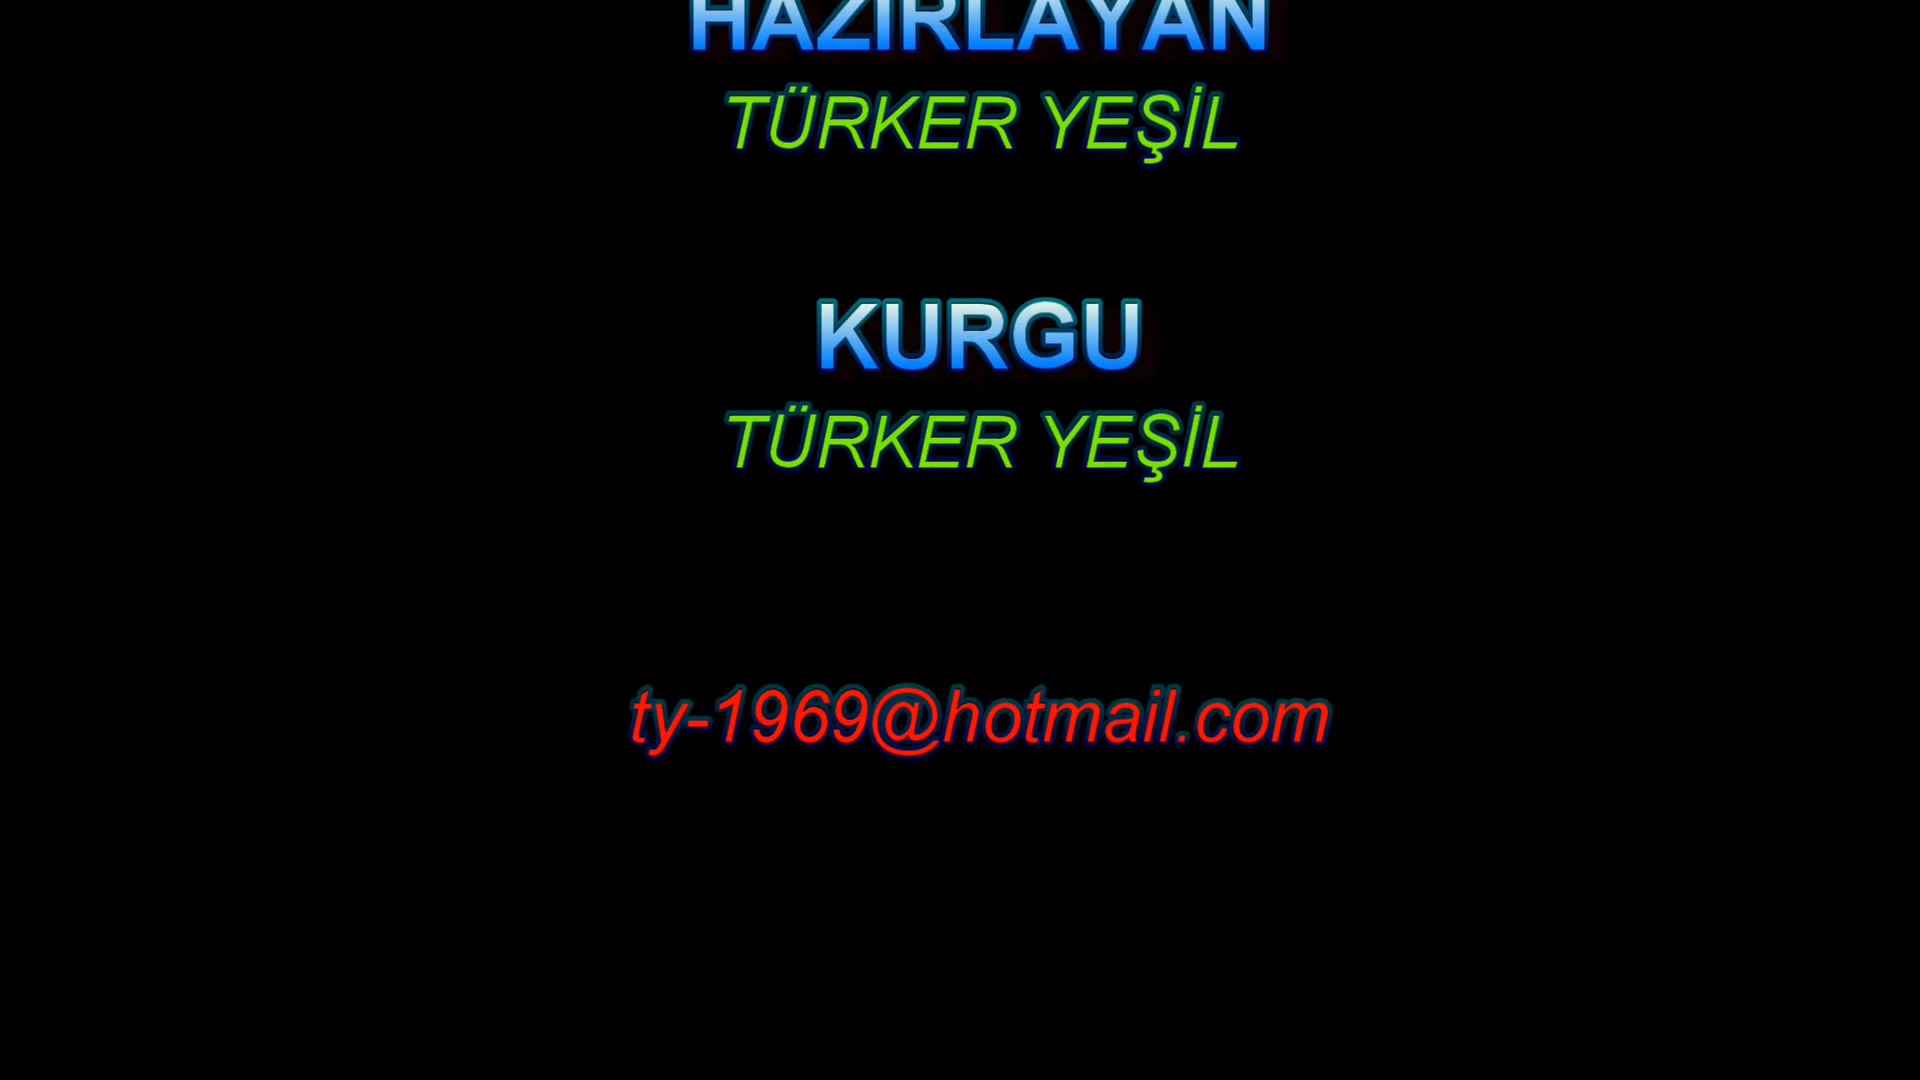 HAZIRLAYAN
TÜRKER YEŞİL
KURGU
TÜRKER YEŞİL
ty-1969@hotmail.com